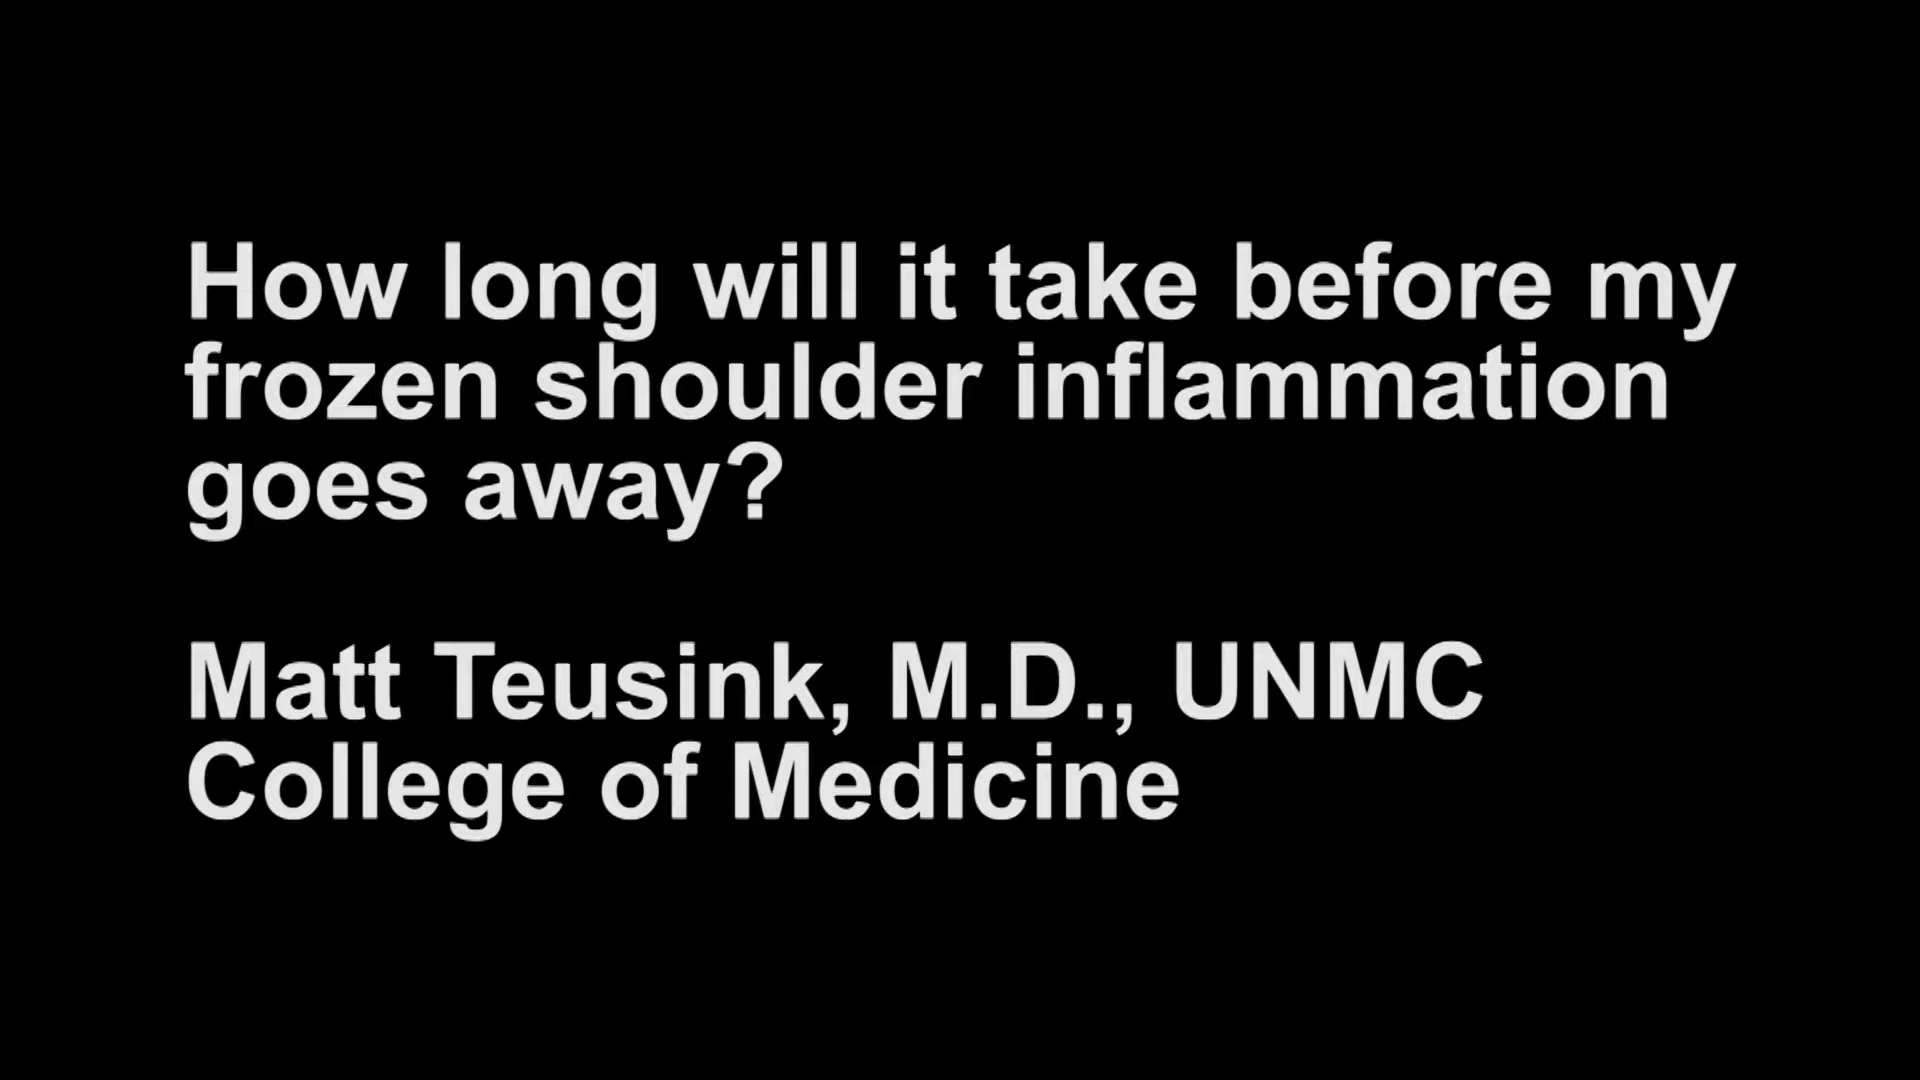 How long will it take before my
frozen shoulder inflammation
goes away?
Matt Teusink, M.D., UNMC
College of Medicine